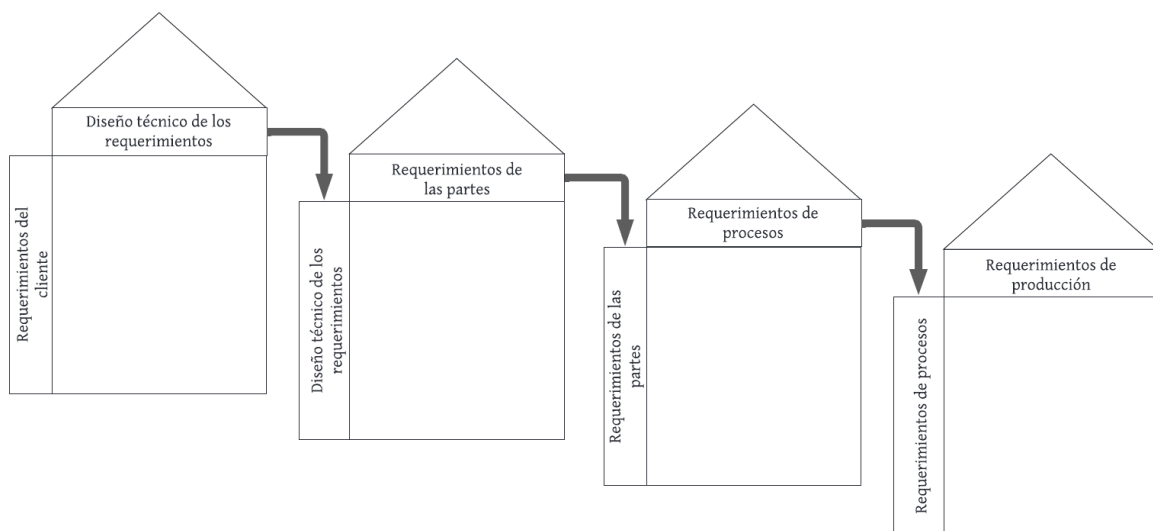 Diseño técnico de los
requerimientos
Requerimientos del
cliente
Requerimientos de
las partes
Diseño técnico de los
requerimientos
Requerimientos de
procesos
Requerimientos de las
partes
Requerimientos de
producción
Requerimientos de procesos